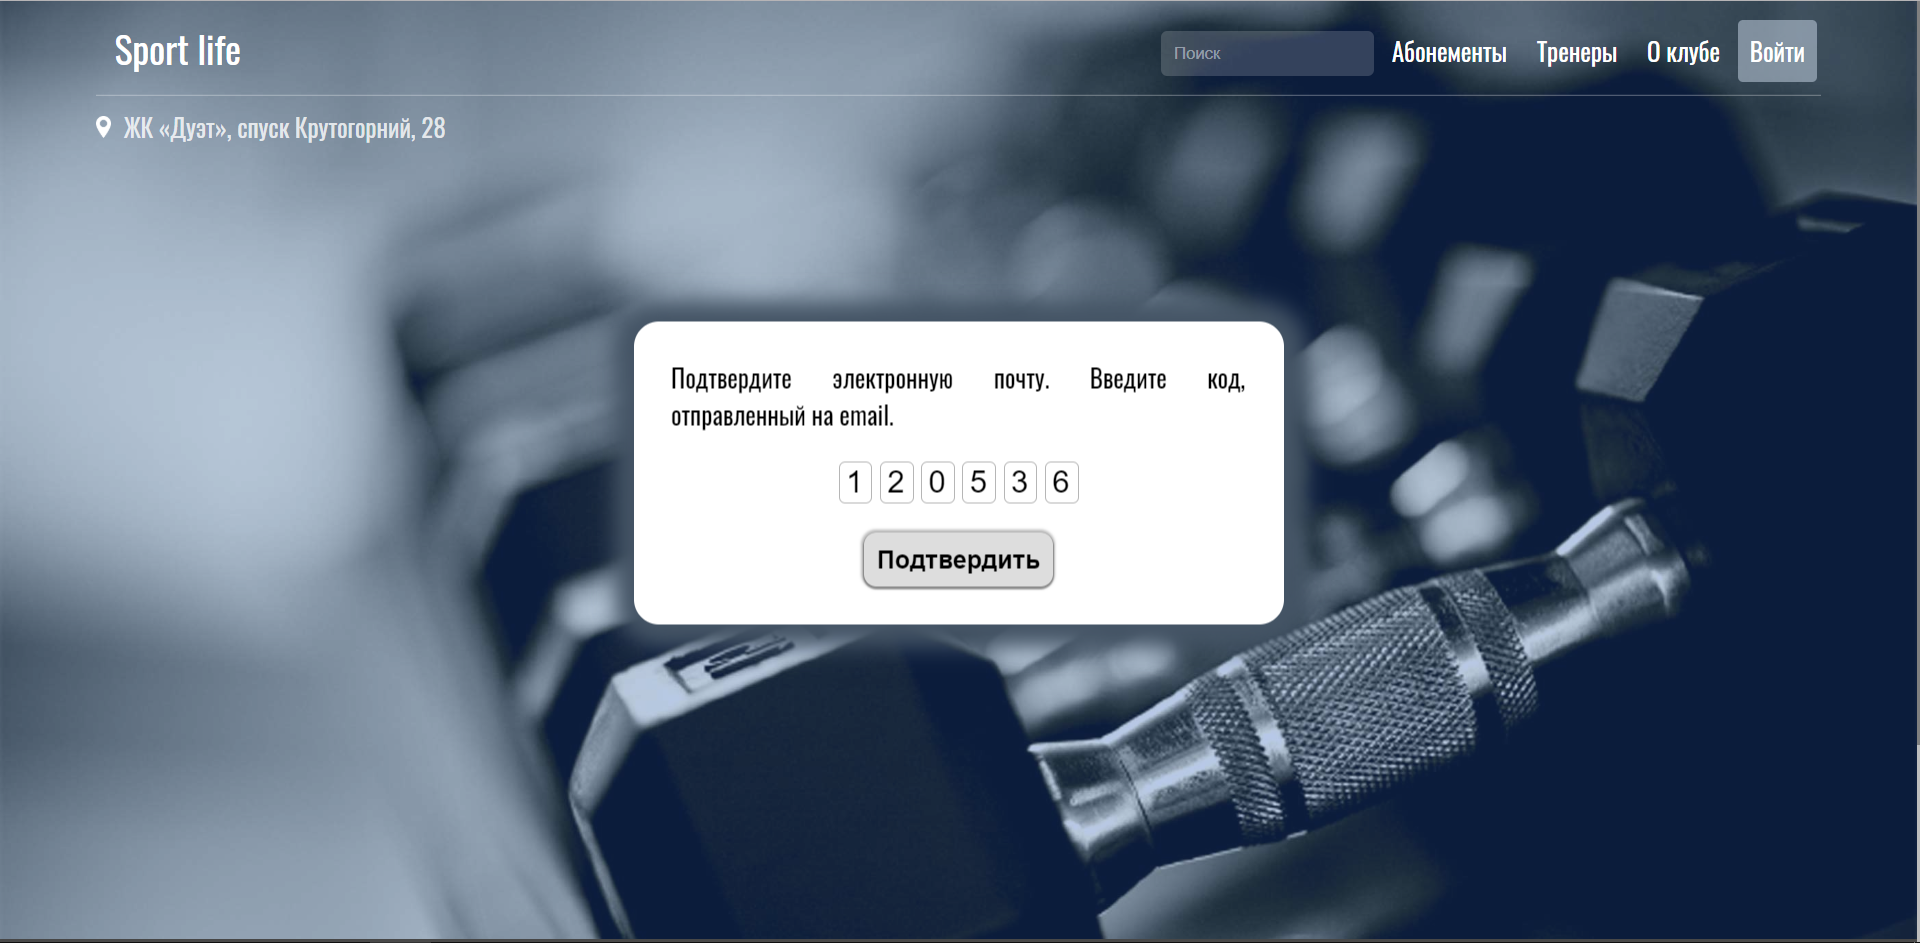 Sport life
Поиск
Абонементы
Тренеры
О клубе
Войти
ЖК «Дуэт», спуск Крутогорний, 28
Подтвердите электронную почту. Введите код,
отправленный на email.
1 2 0 5 3 6
Подтвердить